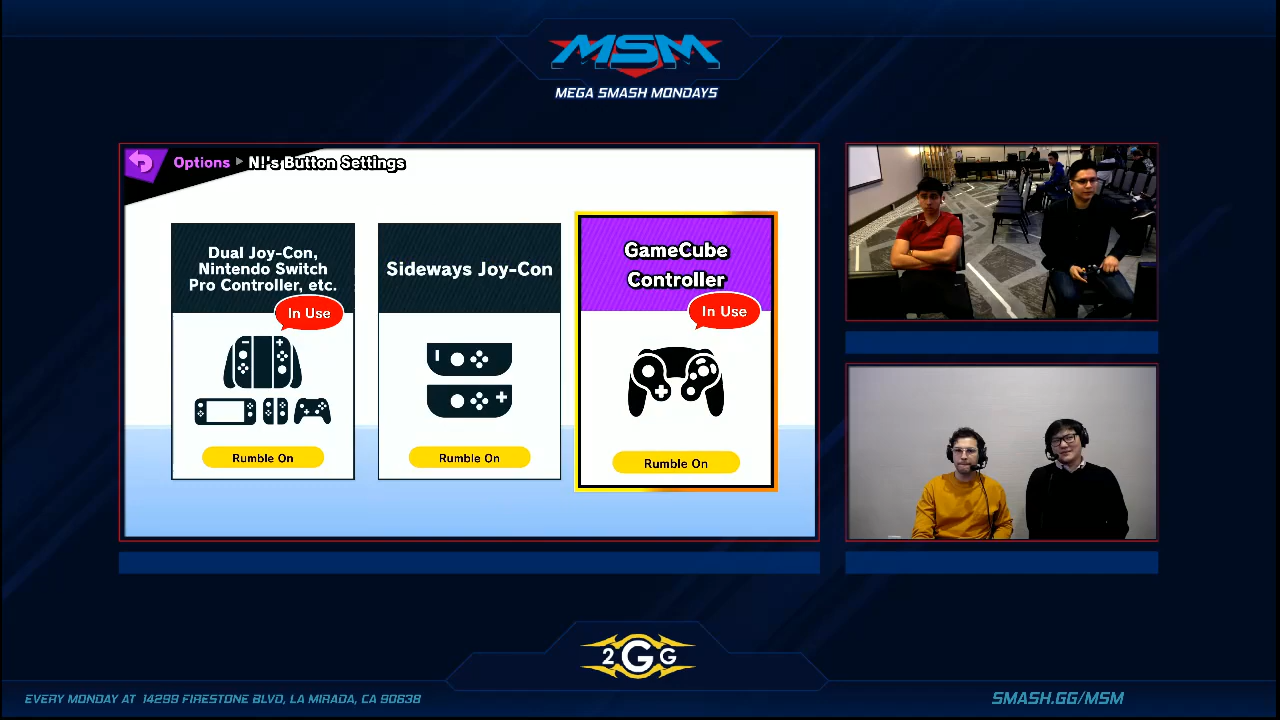 MSM
MEGA SMASH MONDAYS
Options ▸ N!'s Button Settings
Dual Joy-Con,
Nintendo Switch
Pro Controller, etc.
In Use
Rumble On
Sideways Joy-Con
Rumble On
GameCube
Controller
In Use
Rumble On
2GG
EVERY MONDAY AT 14299 FIRESTONE BLVD, LA MIRADA, CA 90638
SMASH.GG/MSM